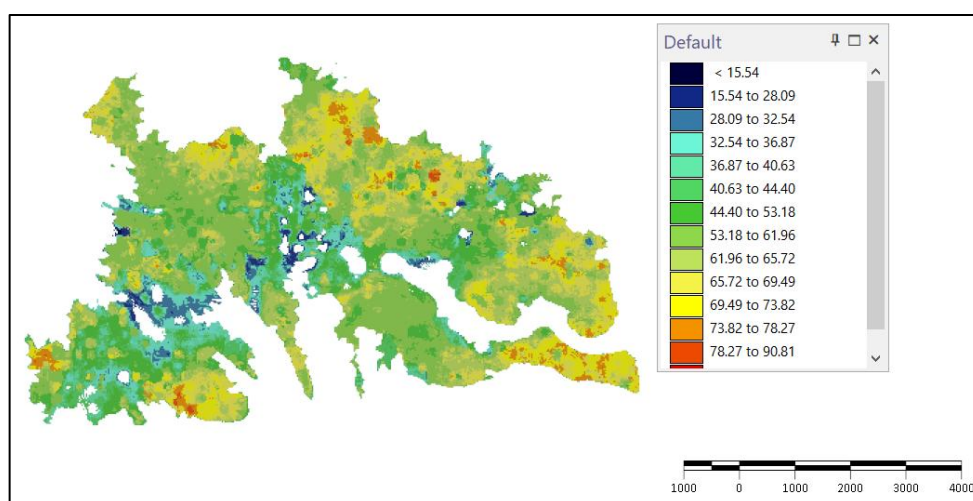 Default
< 15.54
15.54 to 28.09
28.09 to 32.54
32.54 to 36.87
36.87 to 40.63
40.63 to 44.40
44.40 to 53.18
53.18 to 61.96
61.96 to 65.72
65.72 to 69.49
69.49 to 73.82
73.82 to 78.27
78.27 to 90.81
1000 0 1000 2000 3000 4000